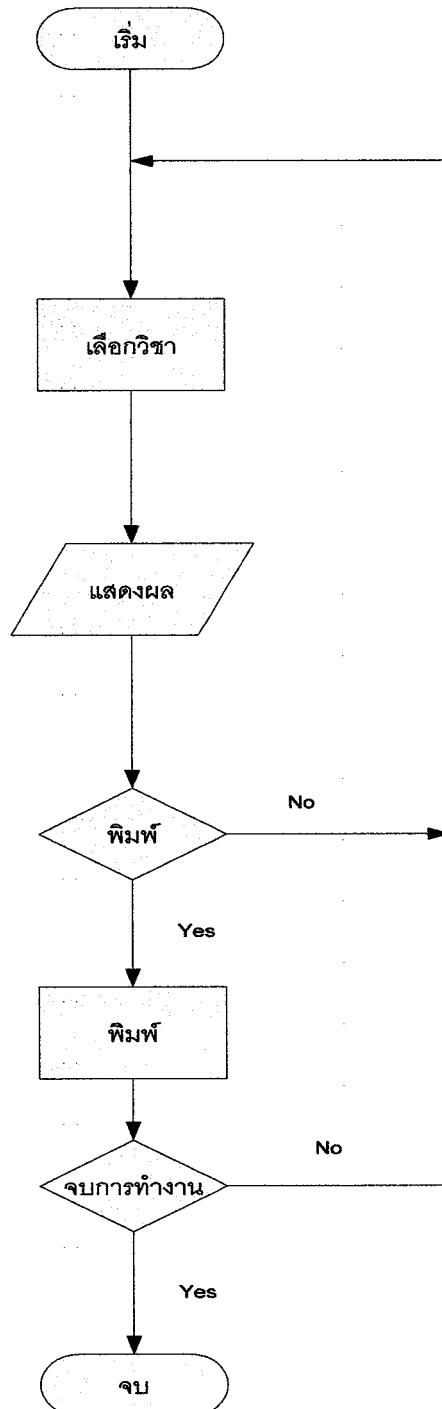 เริ่ม
เลือกวิชา
แสดงผล
พิมพ์
No
Yes
พิมพ์
จบการทำงาน
No
Yes
จบ